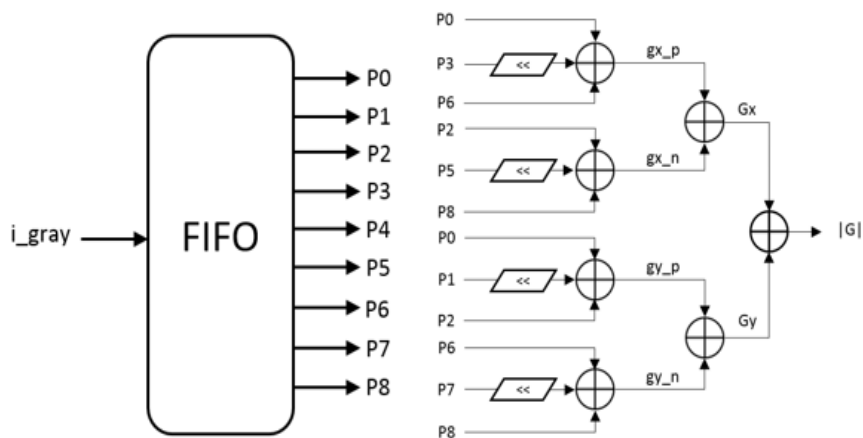 i_gray
FIFO
P0
P1
P2
P3
P4
P5
P6
P7
P8
P0
P3
<<
P6
gx_p
P2
P5
<<
P8
gx_n
Gx
P0
P1
<<
P2
gy_p
P6
P7
<<
P8
gy_n
Gy
|G|